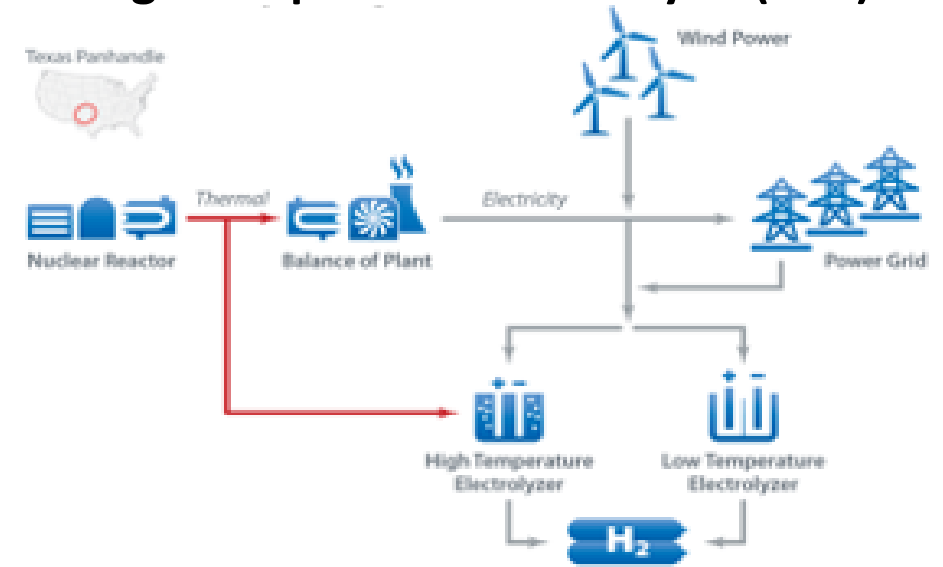 Texas Panhandle
Wind Power
Thermal
Electricity
Nuclear Reactor
Balance of Plant
Power Grid
High Temperature
Electrolyzer
Low Temperature
Electrolyzer
H₂